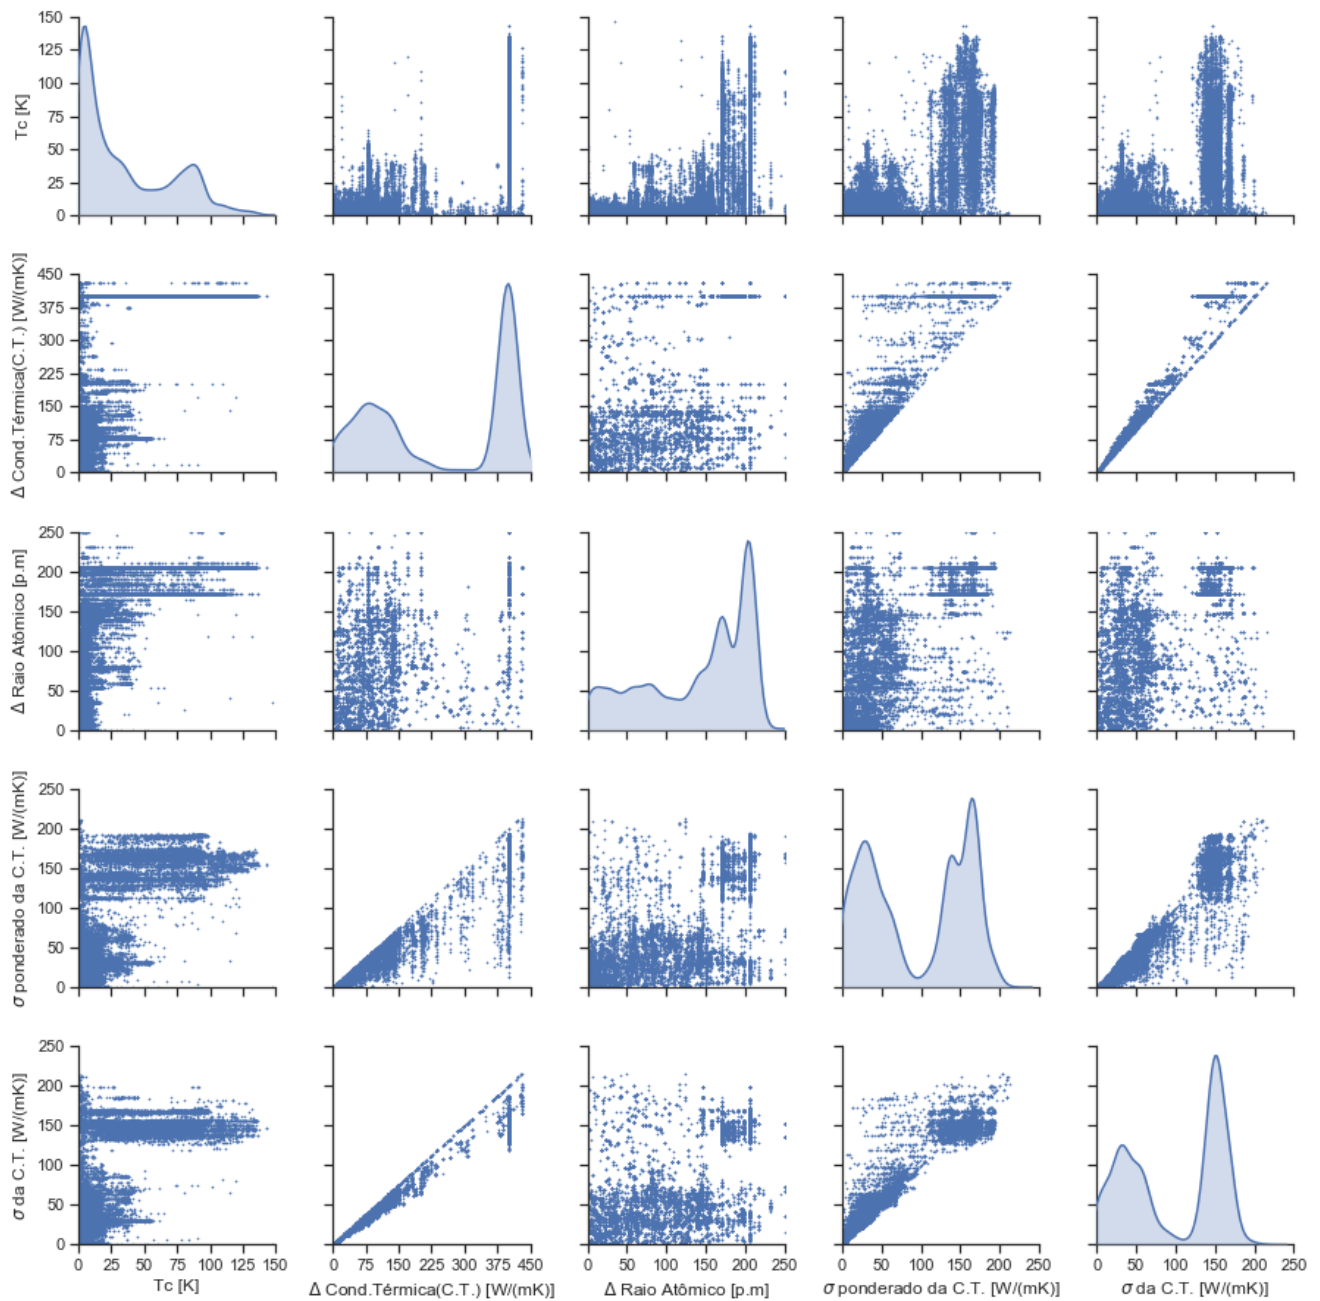 150
125
100
75
50
25
0
Tc [K]
450
375
300
225
150
75
0
Δ Cond.Térmica(C.T.) [W/(mK)]
250
200
150
100
50
0
Δ Raio Atômico [p.m]
250
200
150
100
50
0
σ ponderado da C.T. [W/(mK)]
250
200
150
100
50
0
σ da C.T. [W/(mK)]
0 25 50 75 100 125 150
Tc [K]
0 75 150 225 300 375 450
Δ Cond.Térmica(C.T.) [W/(mK)]
0 50 100 150 200 250
Δ Raio Atômico [p.m]
0 50 100 150 200 250
σ ponderado da C.T. [W/(mK)]
0 50 100 150 200 250
σ da C.T. [W/(mK)]